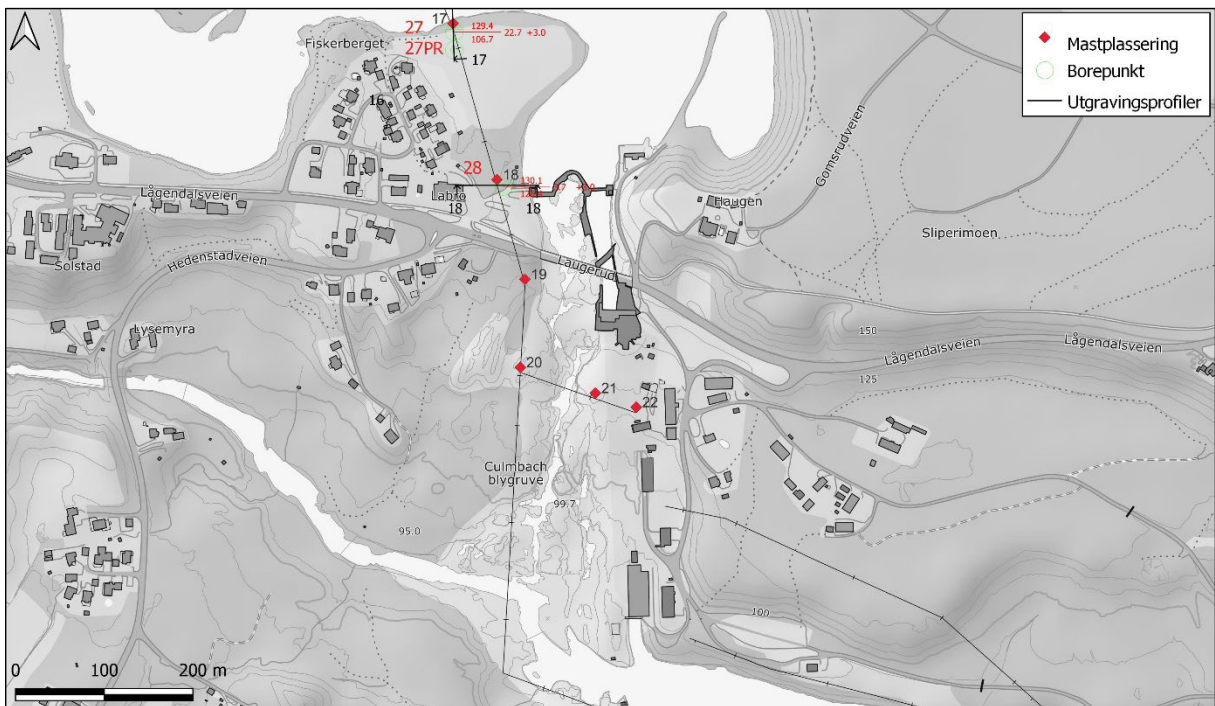 17
27
129.4
22.7 +3.0
106.7
27PR
17
Fiskerberget
16
Mastplassering
Borepunkt
Utgravingsprofiler
28
18
130.1
Labro
18
18
Lågendalsveien
Solstad
Hedenstadveien
Haugen
Gomsrudveien
Sliperimoen
Laugerud
19
Lysemyra
150
Lågendalsveien
Lågendalsveien
125
20
21
22
Culmbach
blygruve
99.7
95.0
100
0 100 200 m